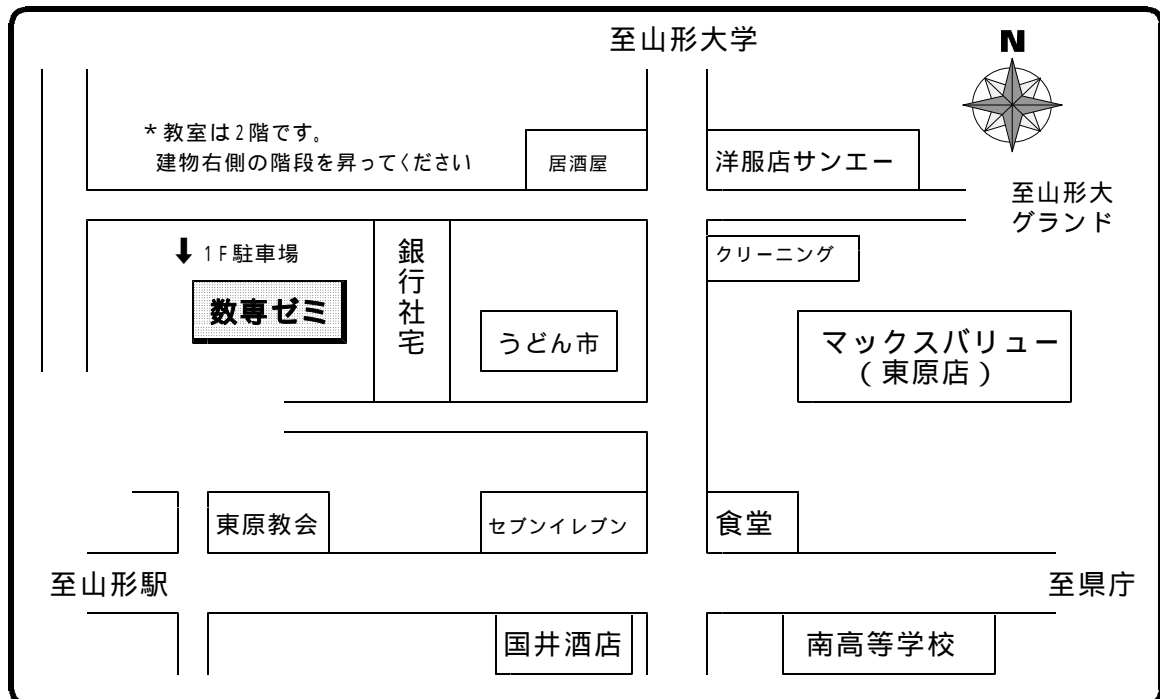 至山形大学
N
*教室は2階です。
建物右側の階段を昇ってください
居酒屋
洋服店サンエー
至山形大
グランド
1F駐車場
銀行社宅
クリーニング
数専ゼミ
うどん市
マックスバリュー
(東原店)
東原教会
セブンイレブン
食堂
至山形駅
至県庁
国井酒店
南高等学校